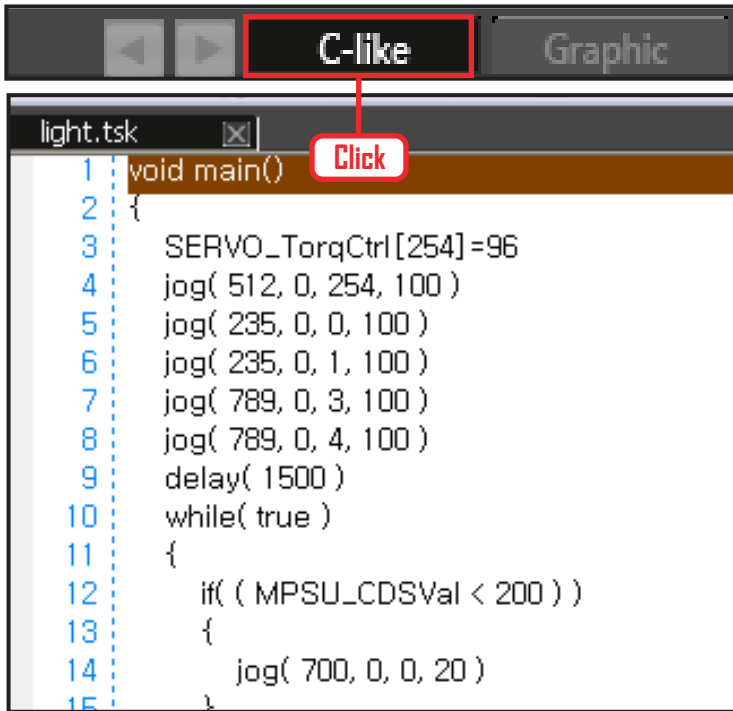 C-like Graphic
light.tsk
Click
1 void main()
2 {
3 SERVO_TorqCtrl[254]=96
4 jog( 512, 0, 254, 100 )
5 jog( 235, 0, 0, 100 )
6 jog( 235, 0, 1, 100 )
7 jog( 789, 0, 3, 100 )
8 jog( 789, 0, 4, 100 )
9 delay( 1500 )
10 while( true )
11 {
12 if( ( MPSU_CDSVal < 200 ) )
13 {
14 jog( 700, 0, 0, 20 )
15 }